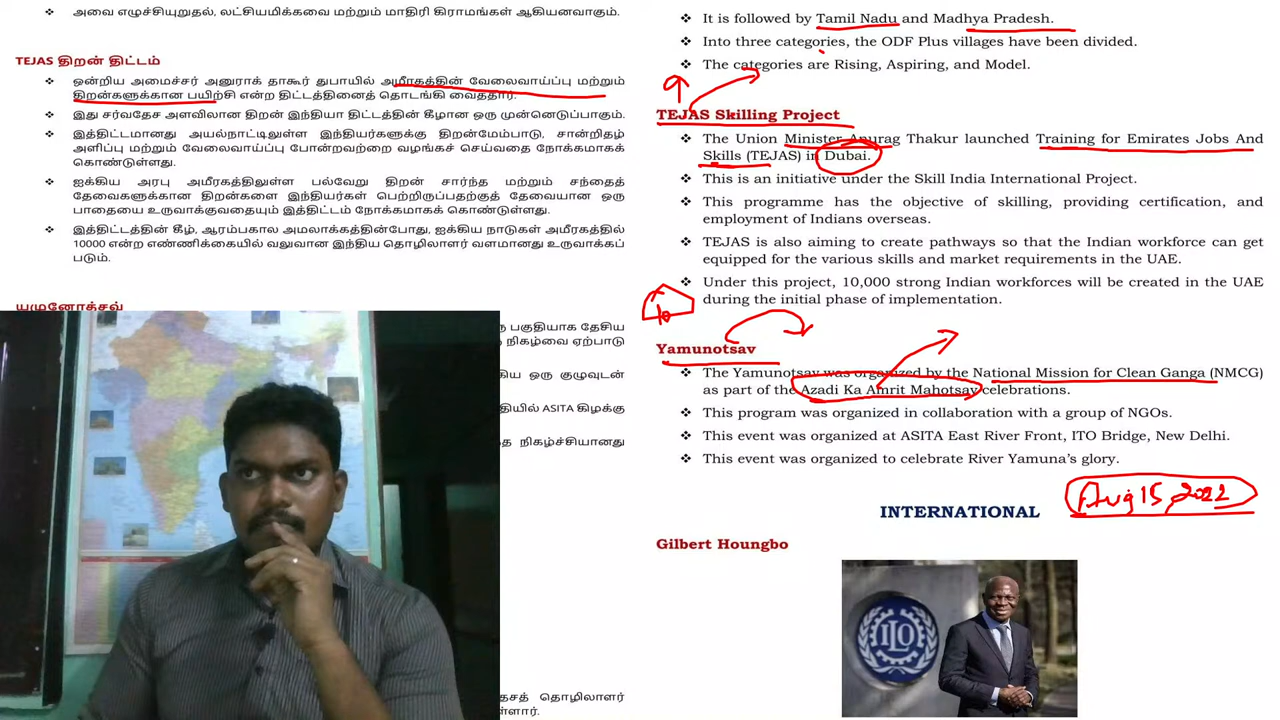 அவை எழுச்சியுறுதல், லட்சியமிக்கவை மற்றும் மாதிரி கிராமங்கள் ஆகியனவாகும்.
TEJAS திறன் திட்டம்
ஒன்றிய அமைச்சர் அனுராக் தாகூர் துபாயில் அமீரகத்தின் வேலைவாய்ப்பு மற்றும்
திறன்களுக்கான பயிற்சி என்ற திட்டத்தினைத் தொடங்கி வைத்தார்.
இது சர்வதேச அளவிலான திறன் இந்தியா திட்டத்தின் கீழான ஒரு முன்னெடுப்பாகும்.
இத்திட்டமானது அயல்நாட்டிலுள்ள இந்தியர்களுக்கு திறன்மேம்பாடு, சான்றிதழ்
அளிப்பு மற்றும் வேலைவாய்ப்பு போன்றவற்றை வழங்கச் செய்வதை நோக்கமாகக்
கொண்டுள்ளது.
ஐக்கிய அரபு அமீரகத்திலுள்ள பல்வேறு திறன் சார்ந்த மற்றும் சந்தைத்
தேவைகளுக்கான திறன்களை இந்தியர்கள் பெற்றிருப்பதற்குத் தேவையான ஒரு
பாதையை உருவாக்குவதையும் இத்திட்டம் நோக்கமாகக் கொண்டுள்ளது.
இத்திட்டத்தின் கீழ், ஆரம்பகால அமலாக்கத்தின்போது, ஐக்கிய நாடுகள் அமீரகத்தில்
10000 என்ற எண்ணிக்கையில் வலுவான இந்திய தொழிலாளர் வளமானது உருவாக்கப்
படும்.
யமுனோத்சவ்
பகுதியாக தேசிய
நிகழ்வை ஏற்பாடு
ஒரு குழுவுடன்
ASITA கிழக்கு
நிகழ்ச்சியானது
தொழிலாளர்
It is followed by Tamil Nadu and Madhya Pradesh.
Into three categories, the ODF Plus villages have been divided.
The categories are Rising, Aspiring, and Model.
TEJAS Skilling Project
The Union Minister Anurag Thakur launched Training for Emirates Jobs And
Skills (TEJAS) in Dubai.
This is an initiative under the Skill India International Project.
This programme has the objective of skilling, providing certification, and
employment of Indians overseas.
TEJAS is also aiming to create pathways so that the Indian workforce can get
equipped for the various skills and market requirements in the UAE.
Under this project, 10,000 strong Indian workforces will be created in the UAE
during the initial phase of implementation.
Yamunotsav
The Yamunotsav was organized by the National Mission for Clean Ganga (NMCG)
as part of the Azadi Ka Amrit Mahotsav celebrations.
This program was organized in collaboration with a group of NGOs.
This event was organized at ASITA East River Front, ITO Bridge, New Delhi.
This event was organized to celebrate River Yamuna's glory.
Aug 15, 2022
INTERNATIONAL
Gilbert Houngbo
ILO